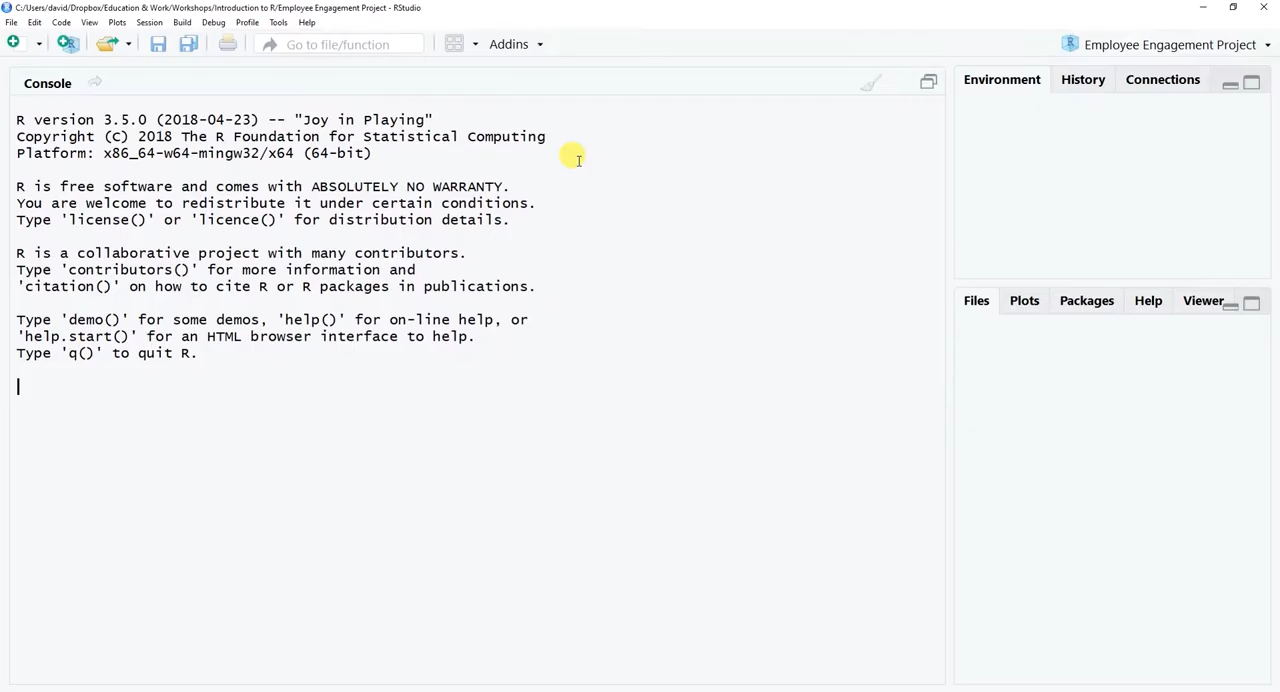 C:/Users/david/Dropbox/Education & Work/Workshops/Introduction to R/Employee Engagement Project - RStudio
File Edit Code View Plots Session Build Debug Profile Tools Help
Go to file/function Addins Employee Engagement Project
Console
Environment History Connections
R version 3.5.0 (2018-04-23) -- "Joy in Playing"
Copyright (C) 2018 The R Foundation for Statistical Computing
Platform: x86_64-w64-mingw32/x64 (64-bit)
R is free software and comes with ABSOLUTELY NO WARRANTY.
You are welcome to redistribute it under certain conditions.
Type 'license()' or 'licence()' for distribution details.
R is a collaborative project with many contributors.
Type 'contributors()' for more information and
'citation()' on how to cite R or R packages in publications.
Type 'demo()' for some demos, 'help()' for on-line help, or
'help.start()' for an HTML browser interface to help.
Type 'q()' to quit R.
Files Plots Packages Help Viewer